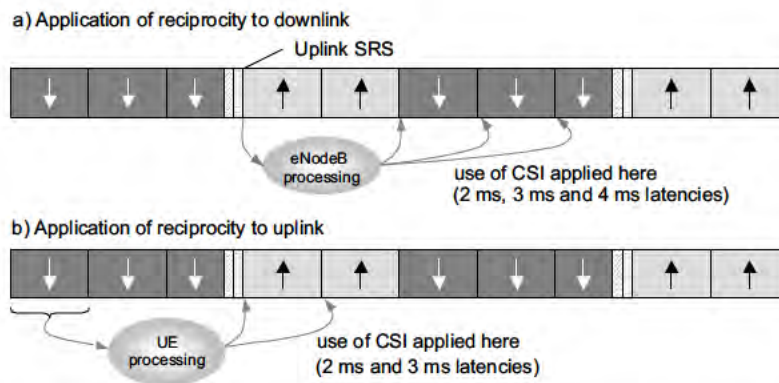 a) Application of reciprocity to downlink
Uplink SRS
eNodeB
processing
use of CSI applied here
(2 ms, 3 ms and 4 ms latencies)
b) Application of reciprocity to uplink
UE
processing
use of CSI applied here
(2 ms and 3 ms latencies)